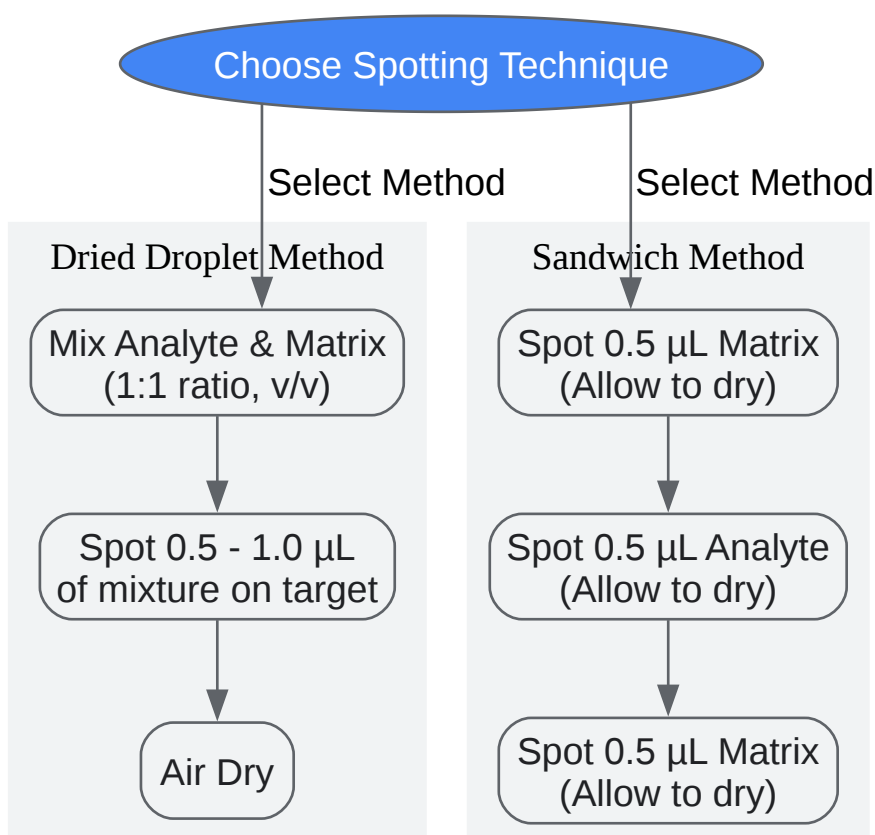 Choose Spotting Technique
Select Method
Select Method
Dried Droplet Method
Mix Analyte & Matrix
(1:1 ratio, v/v)
Spot 0.5 - 1.0 µL
of mixture on target
Air Dry
Sandwich Method
Spot 0.5 µL Matrix
(Allow to dry)
Spot 0.5 µL Analyte
(Allow to dry)
Spot 0.5 µL Matrix
(Allow to dry)